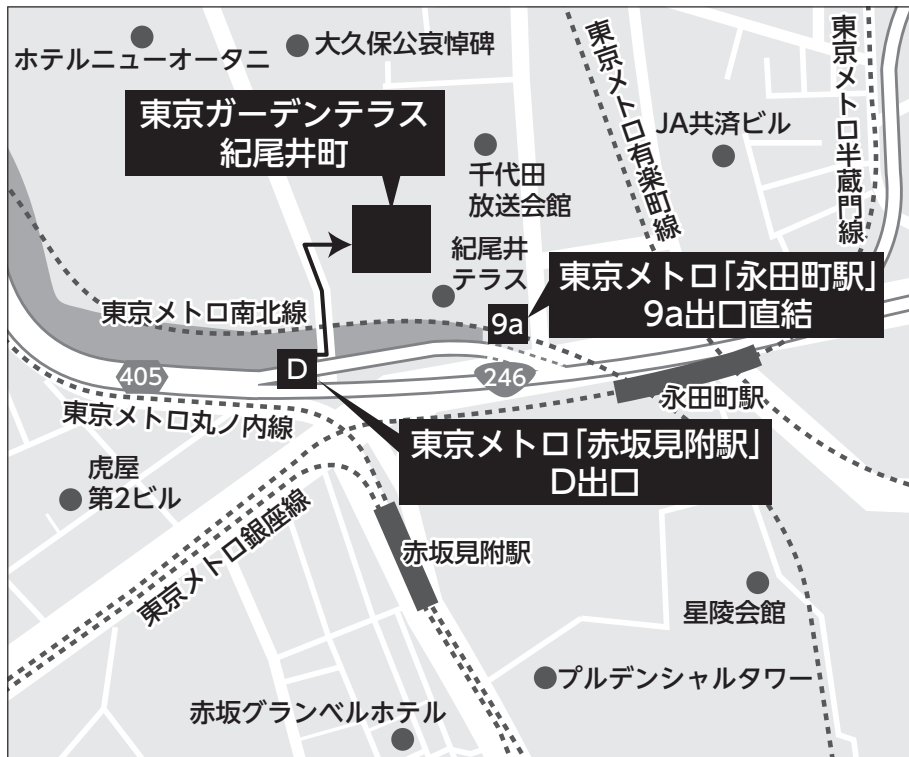 ホテルニューオータニ
大久保公哀悼碑
東京メトロ有楽町線
東京メトロ半蔵門線
東京ガーデンテラス
紀尾井町
JA共済ビル
千代田
放送会館
紀尾井
テラス
東京メトロ「永田町駅」
9a出口直結
9a
東京メトロ南北線
D
405
246
永田町駅
東京メトロ丸ノ内線
東京メトロ「赤坂見附駅」
D出口
虎屋
第2ビル
東京メトロ銀座線
赤坂見附駅
星陵会館
プルデンシャルタワー
赤坂グランベルホテル